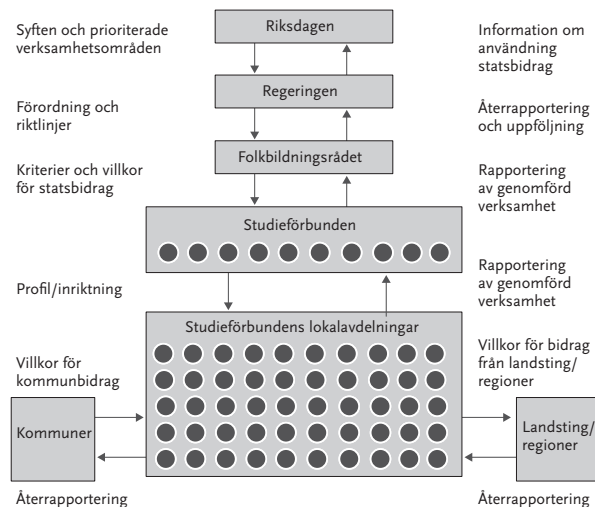 Syften och prioriterade
verksamhetsområden
Riksdagen
Information om
användning
statsbidrag
Regeringen
Förordning och
riktlinjer
Återrapportering
och uppföljning
Folkbildningsrådet
Kriterier och villkor
för statsbidrag
Rapportering
av genomförd
verksamhet
Studieförbunden
Profil/inriktning
Rapportering
av genomförd
verksamhet
Studieförbundens lokalavdelningar
Villkor för
kommunbidrag
Villkor för bidrag
från landsting/
regioner
Kommuner
Landsting/
regioner
Återrapportering
Återrapportering